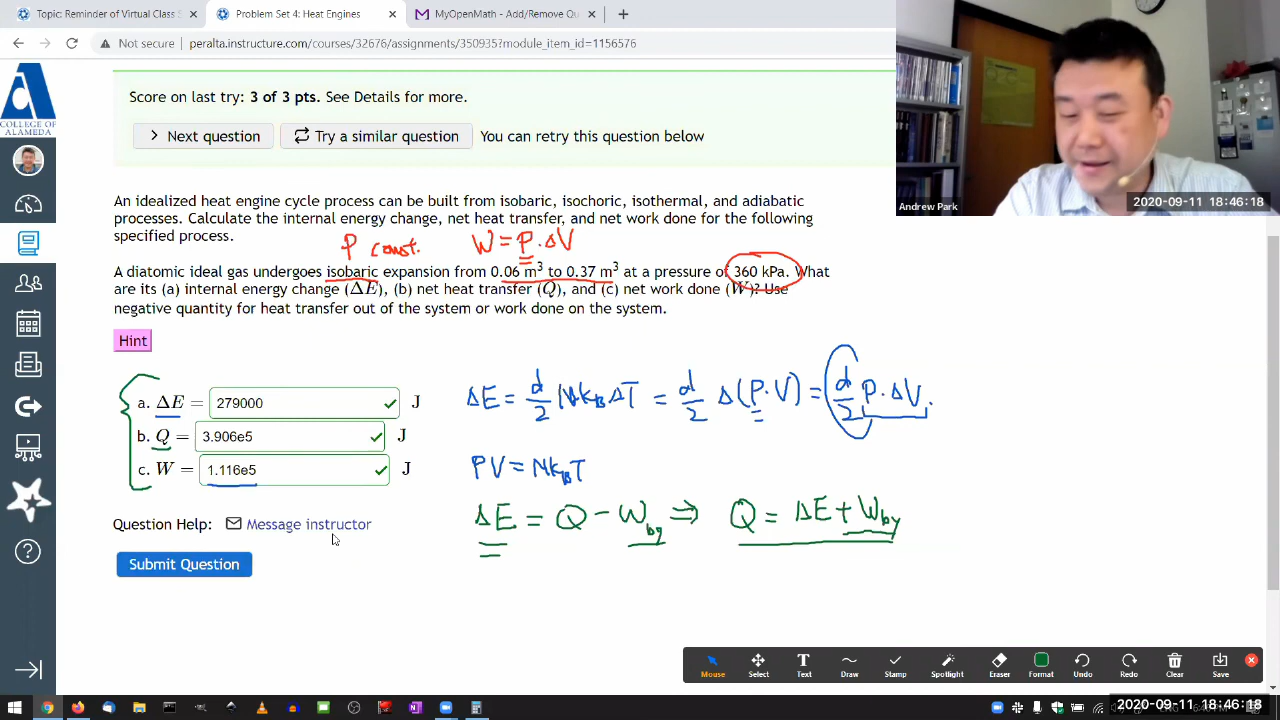 Topic: Reminder of Virtual Class S
Problem Set 4: Heat Engines
MyOpenMath - Add/Remove Qu
Not secure | peralta.instructure.com/courses/32676/assignments/350935?module_item_id=1156576
COLLEGE OF
ALAMEDA
Score on last try: 3 of 3 pts. See Details for more.
Next question
Try a similar question
You can retry this question below
An idealized heat engine cycle process can be built from isobaric, isochoric, isothermal, and adiabatic
processes. Calculate the internal energy change, net heat transfer, and net work done for the following
specified process.
P const. W = P·ΔV
A diatomic ideal gas undergoes isobaric expansion from 0.06 m³ to 0.37 m³ at a pressure of 360 kPa. What
are its (a) internal energy change (ΔE), (b) net heat transfer (Q), and (c) net work done (W)? Use
negative quantity for heat transfer out of the system or work done on the system.
Hint
a. ΔE = 279000 J
b. Q = 3.906e5 J
c. W = 1.116e5 J
ΔE = d/2 NkBΔT = d/2 Δ(P·V) = d/2 P·ΔV.
PV = NkBT
ΔE = Q - Wby ⇒ Q = ΔE + Wby
Question Help: Message instructor
Submit Question
Andrew Park
2020-09-11 18:46:18
Mouse Select Text Draw Stamp Spotlight Eraser Format Undo Redo Clear Save
2020-09-11 18:46:18